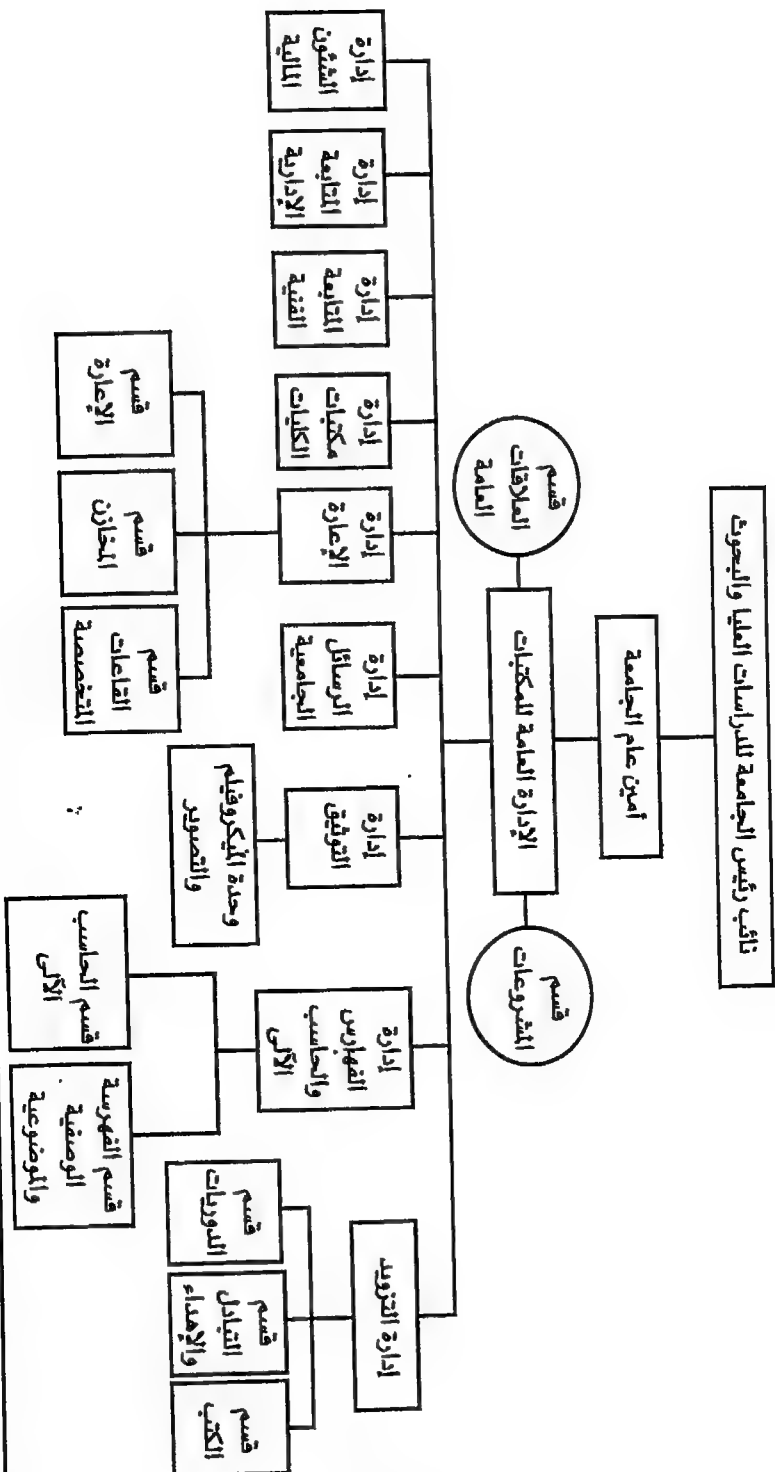 نائب رئيس الجامعة للدراسات العليا والبحوث
أمين عام الجامعة
قسم
المشروعات
الإدارة العامة للمكتبات
قسم
العلاقات
العامة
إدارة التزويد
إدارة
الفهارس
والحاسب
الآلى
إدارة
التوثيق
إدارة
الرسائل
الجامعية
إدارة
الإعارة
إدارة
مكتبات
الكليات
إدارة
المتابعة
الفنية
إدارة
المتابعة
الإدارية
إدارة
الشئون
المالية
قسم
الكتب
قسم
التبادل
والإهداء
قسم
الدوريات
قسم الفهرسة
الوصفية
والموضوعية
قسم الحاسب
الآلى
وحدة الميكروفيلم
والتصوير
قسم
القاعات
المتخصصة
قسم
المخازن
قسم
الإعارة